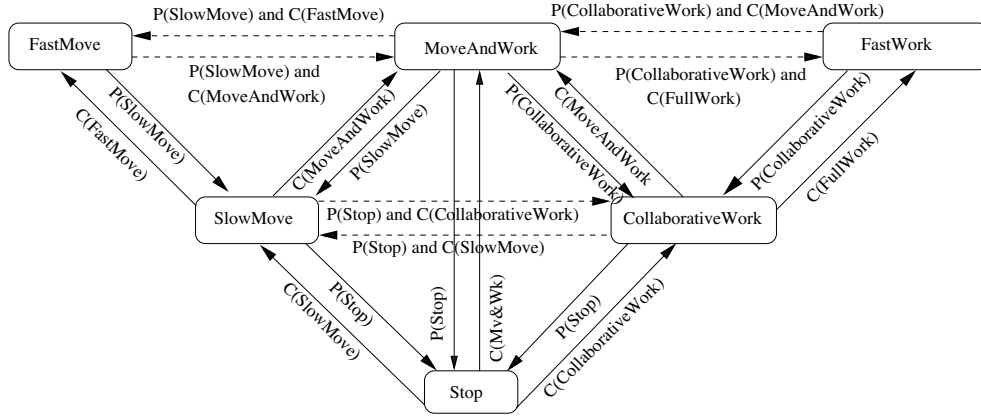 P(SlowMove) and C(FastMove)
P(CollaborativeWork) and C(MoveAndWork)
FastMove
MoveAndWork
FastWork
P(SlowMove) and
C(MoveAndWork)
P(CollaborativeWork) and
C(FullWork)
P(SlowMove)
C(FastMove)
C(MoveAndWork)
P(SlowMove)
P(CollaborativeWork)
C(MoveAndWork
P(CollaborativeWork)
C(FullWork)
SlowMove
P(Stop) and C(CollaborativeWork)
CollaborativeWork
P(Stop) and C(SlowMove)
P(Stop)
C(SlowMove)
P(Stop)
C(Mv&Wk)
P(Stop)
C(CollaborativeWork)
Stop